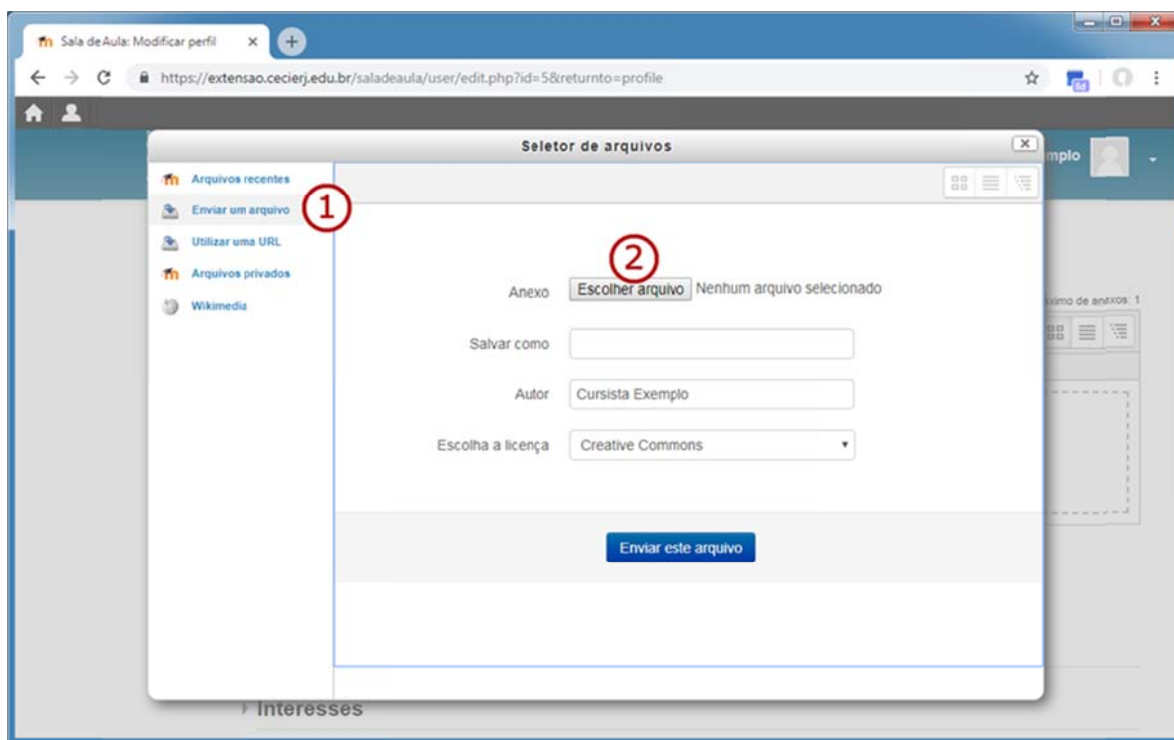 Sala de Aula: Modificar perfil
https://extensao.cecierj.edu.br/saladeaula/user/edit.php?id=5&returnto=profile
Seletor de arquivos
mplo
Arquivos recentes
Enviar um arquivo
1
Utilizar uma URL
Arquivos privados
Wikimedia
2
Anexo
Escolher arquivo
Nenhum arquivo selecionado
Salvar como
Autor
Cursista Exemplo
Escolha a licença
Creative Commons
Enviar este arquivo
ximo de anexos: 1
Interesses